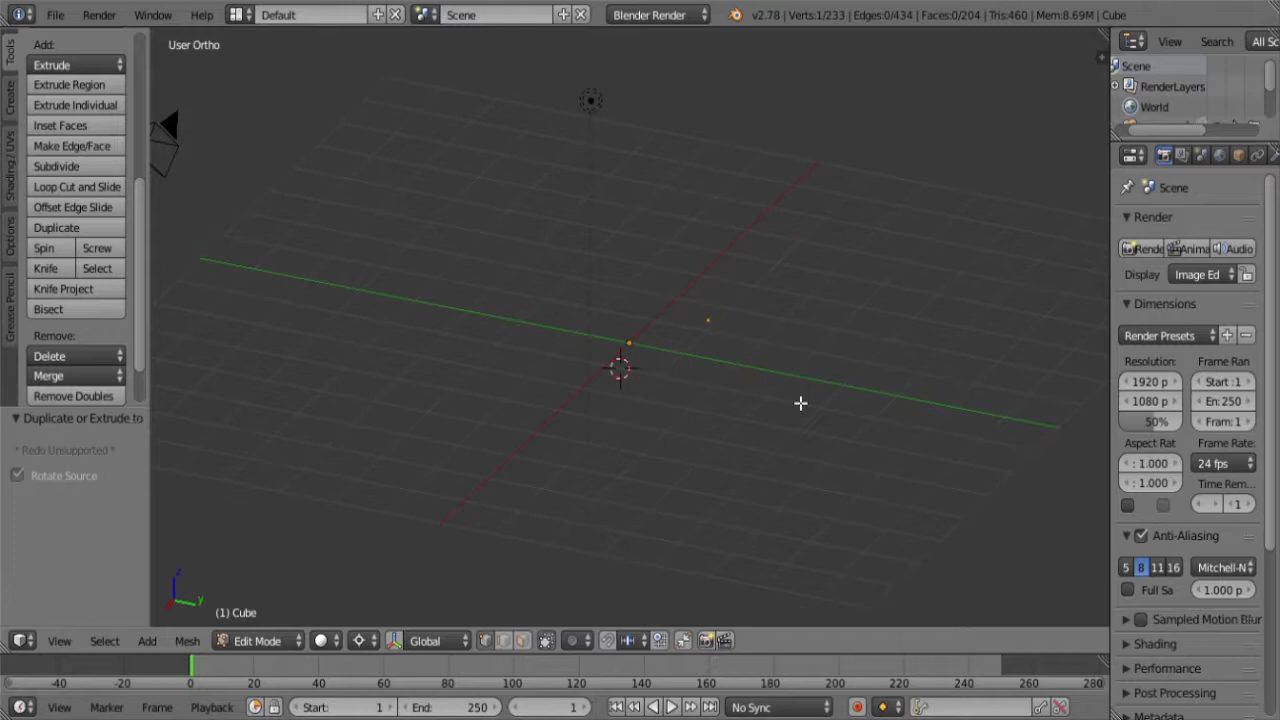 File Render Window Help Default Scene Blender Render v2.78 | Verts:1/233 | Edges:0/434 | Faces:0/204 | Tris:460 | Mem:8.69M | Cube
User Ortho
Tools
Create
Shading / UVs
Options
Grease Pencil
Add:
Extrude
Extrude Region
Extrude Individual
Inset Faces
Make Edge/Face
Subdivide
Loop Cut and Slide
Offset Edge Slide
Duplicate
Spin Screw
Knife Select
Knife Project
Bisect
Remove:
Delete
Merge
Remove Doubles
Duplicate or Extrude to
* Redo Unsupported *
Rotate Source
z
y
(1) Cube
View Select Add Mesh Edit Mode Global
-40 -20 0 20 40 60 80 100 120 140 160 180 200 220 240 260 280
View Marker Frame Playback Start: 1 End: 250 1 No Sync
View Search All Sc
Scene
RenderLayers
World
Scene
Render
Rende Anima Audio
Display Image Ed
Dimensions
Render Presets
Resolution: Frame Ran
1920 p Start :1
1080 p En: 250
50% Fram: 1
Aspect Rat Frame Rate:
: 1.000 24 fps
: 1.000 Time Rem...
1
Anti-Aliasing
5 8 11 16 Mitchell-N
Full Sa 1.000 p
Sampled Motion Blur
Shading
Performance
Post Processing
Metadata